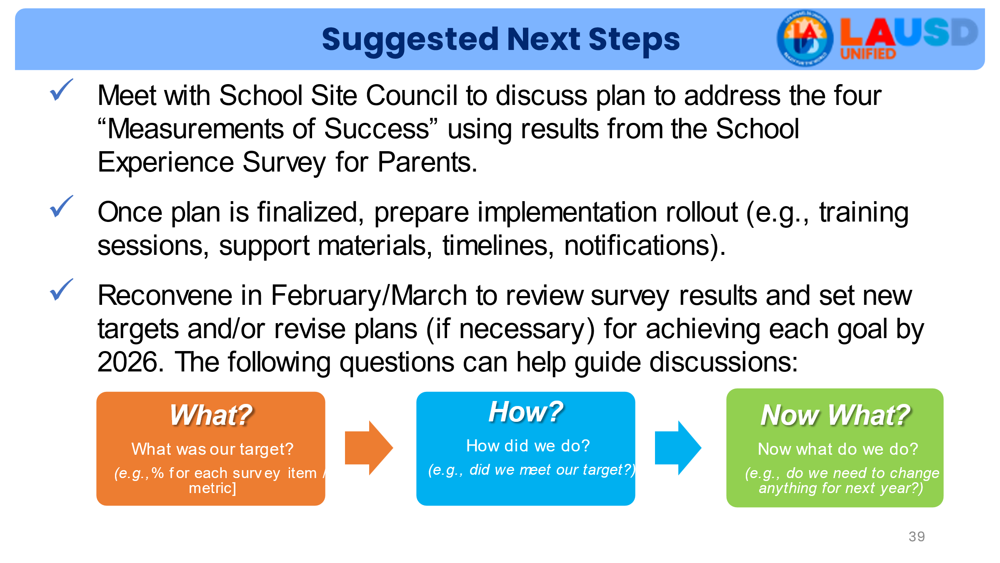 Suggested Next Steps
LAUSD
UNIFIED
Meet with School Site Council to discuss plan to address the four
“Measurements of Success” using results from the School
Experience Survey for Parents.
Once plan is finalized, prepare implementation rollout (e.g., training
sessions, support materials, timelines, notifications).
Reconvene in February/March to review survey results and set new
targets and/or revise plans (if necessary) for achieving each goal by
2026. The following questions can help guide discussions:
What?
What was our target?
(e.g., % for each survey item /
metric]
How?
How did we do?
(e.g., did we meet our target?)
Now What?
Now what do we do?
(e.g., do we need to change
anything for next year?)
39